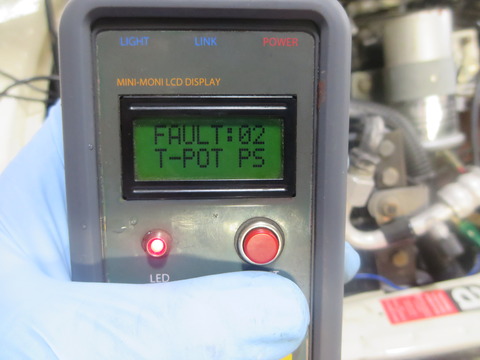 LIGHT LINK POWER
MINI-MONI LCD DISPLAY
FAULT:02
T-POT PS
LED